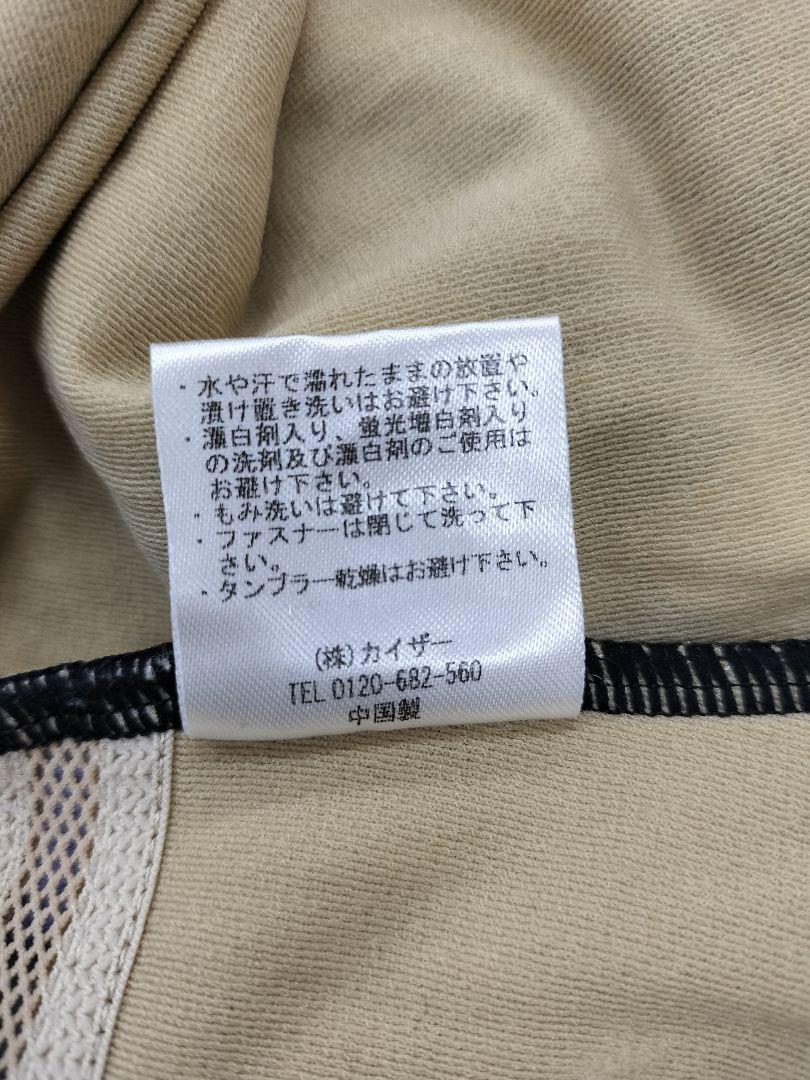 ・水や汗で濡れたままの放置や
漬け置き洗いはお避け下さい。
・漂白剤入り、蛍光増白剤入り
の洗剤及び漂白剤のご使用は
お避け下さい。
・もみ洗いは避けて下さい。
・ファスナーは閉じて洗って下
さい。
・タンブラー乾燥はお避け下さい。
(株)カイザー
TEL 0120-682-560
中国製